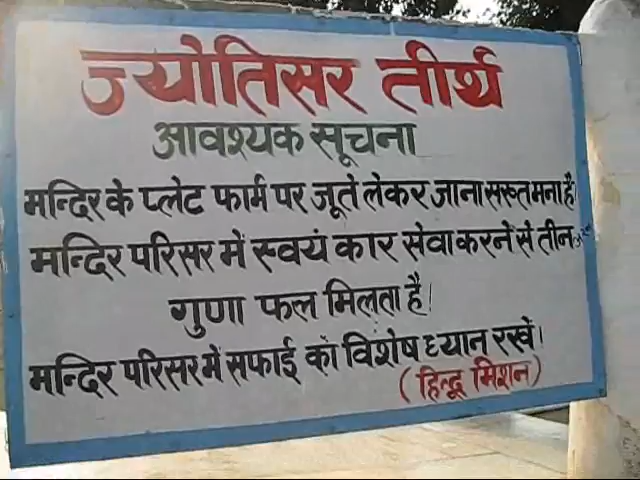 ज्योतिसर तीर्थ
आवश्यक सूचना
मन्दिर के प्लेट फार्म पर जूते लेकर जाना सख्त मना है।
मन्दिर परिसर में स्वयं कार सेवा करने से तीन
गुणा फल मिलता है।
मन्दिर परिसर में सफाई का विशेष ध्यान रखें।
(हिन्दू मिशन)